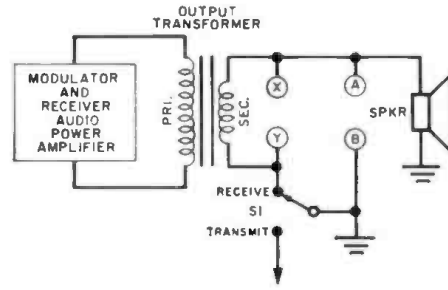 OUTPUT
TRANSFORMER
MODULATOR
AND
RECEIVER
AUDIO
POWER
AMPLIFIER
PRI.
SEC.
X
A
Y
B
SPKR
RECEIVE
S1
TRANSMIT